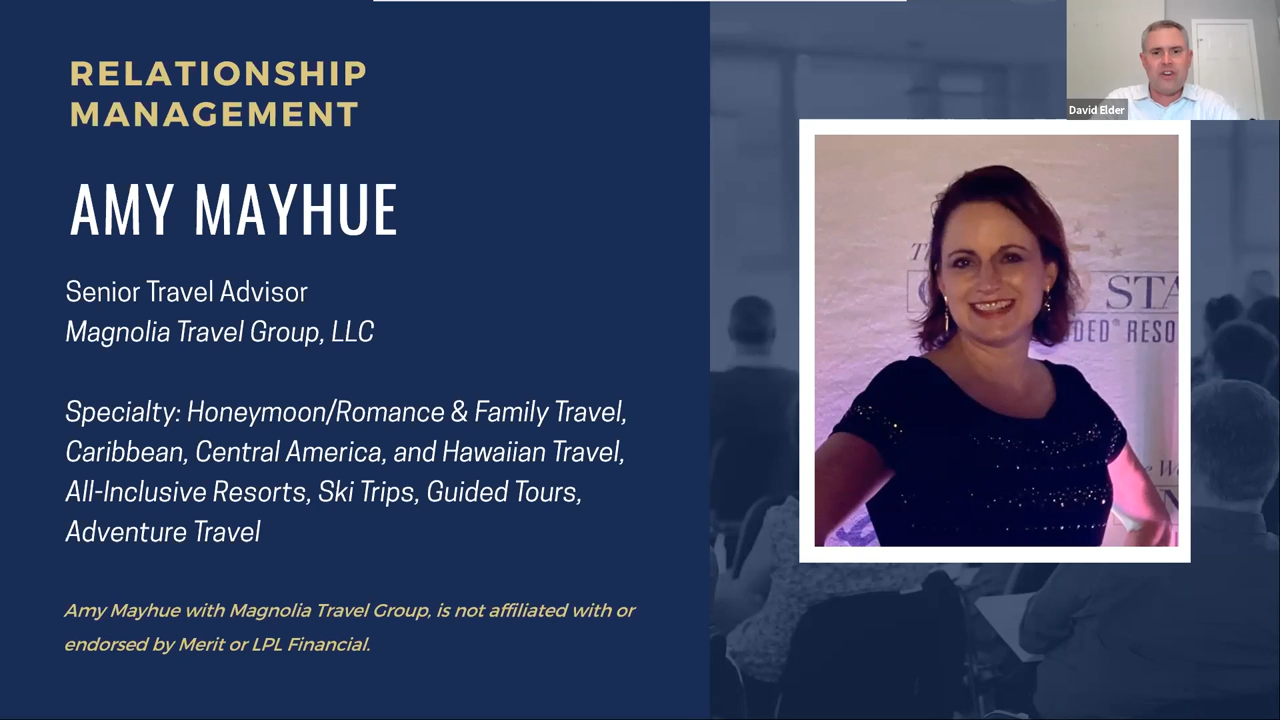 RELATIONSHIP
MANAGEMENT
AMY MAYHUE
Senior Travel Advisor
Magnolia Travel Group, LLC
Specialty: Honeymoon/Romance & Family Travel,
Caribbean, Central America, and Hawaiian Travel,
All-Inclusive Resorts, Ski Trips, Guided Tours,
Adventure Travel
Amy Mayhue with Magnolia Travel Group, is not affiliated with or
endorsed by Merit or LPL Financial.
David Elder